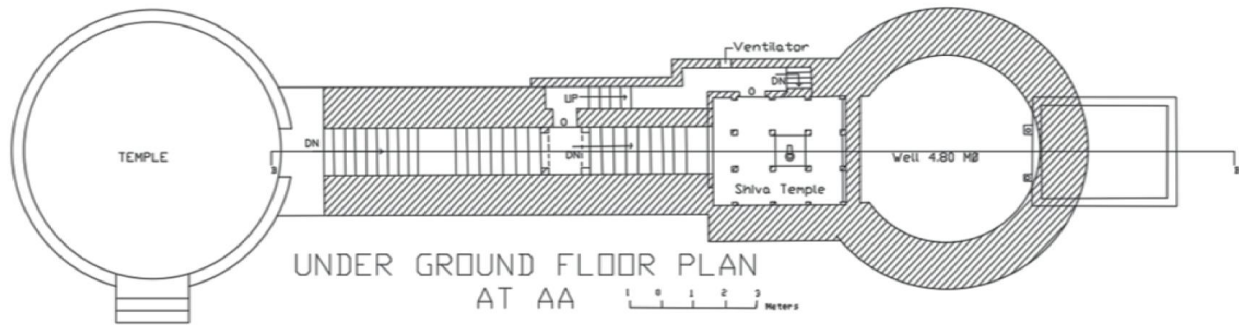 Ventilator
DN
UP
O
O
DN
TEMPLE
DN
Well 4.80 MØ
B
B
Shiva Temple
UNDER GROUND FLOOR PLAN
AT AA
1 0 1 2 3 Meters